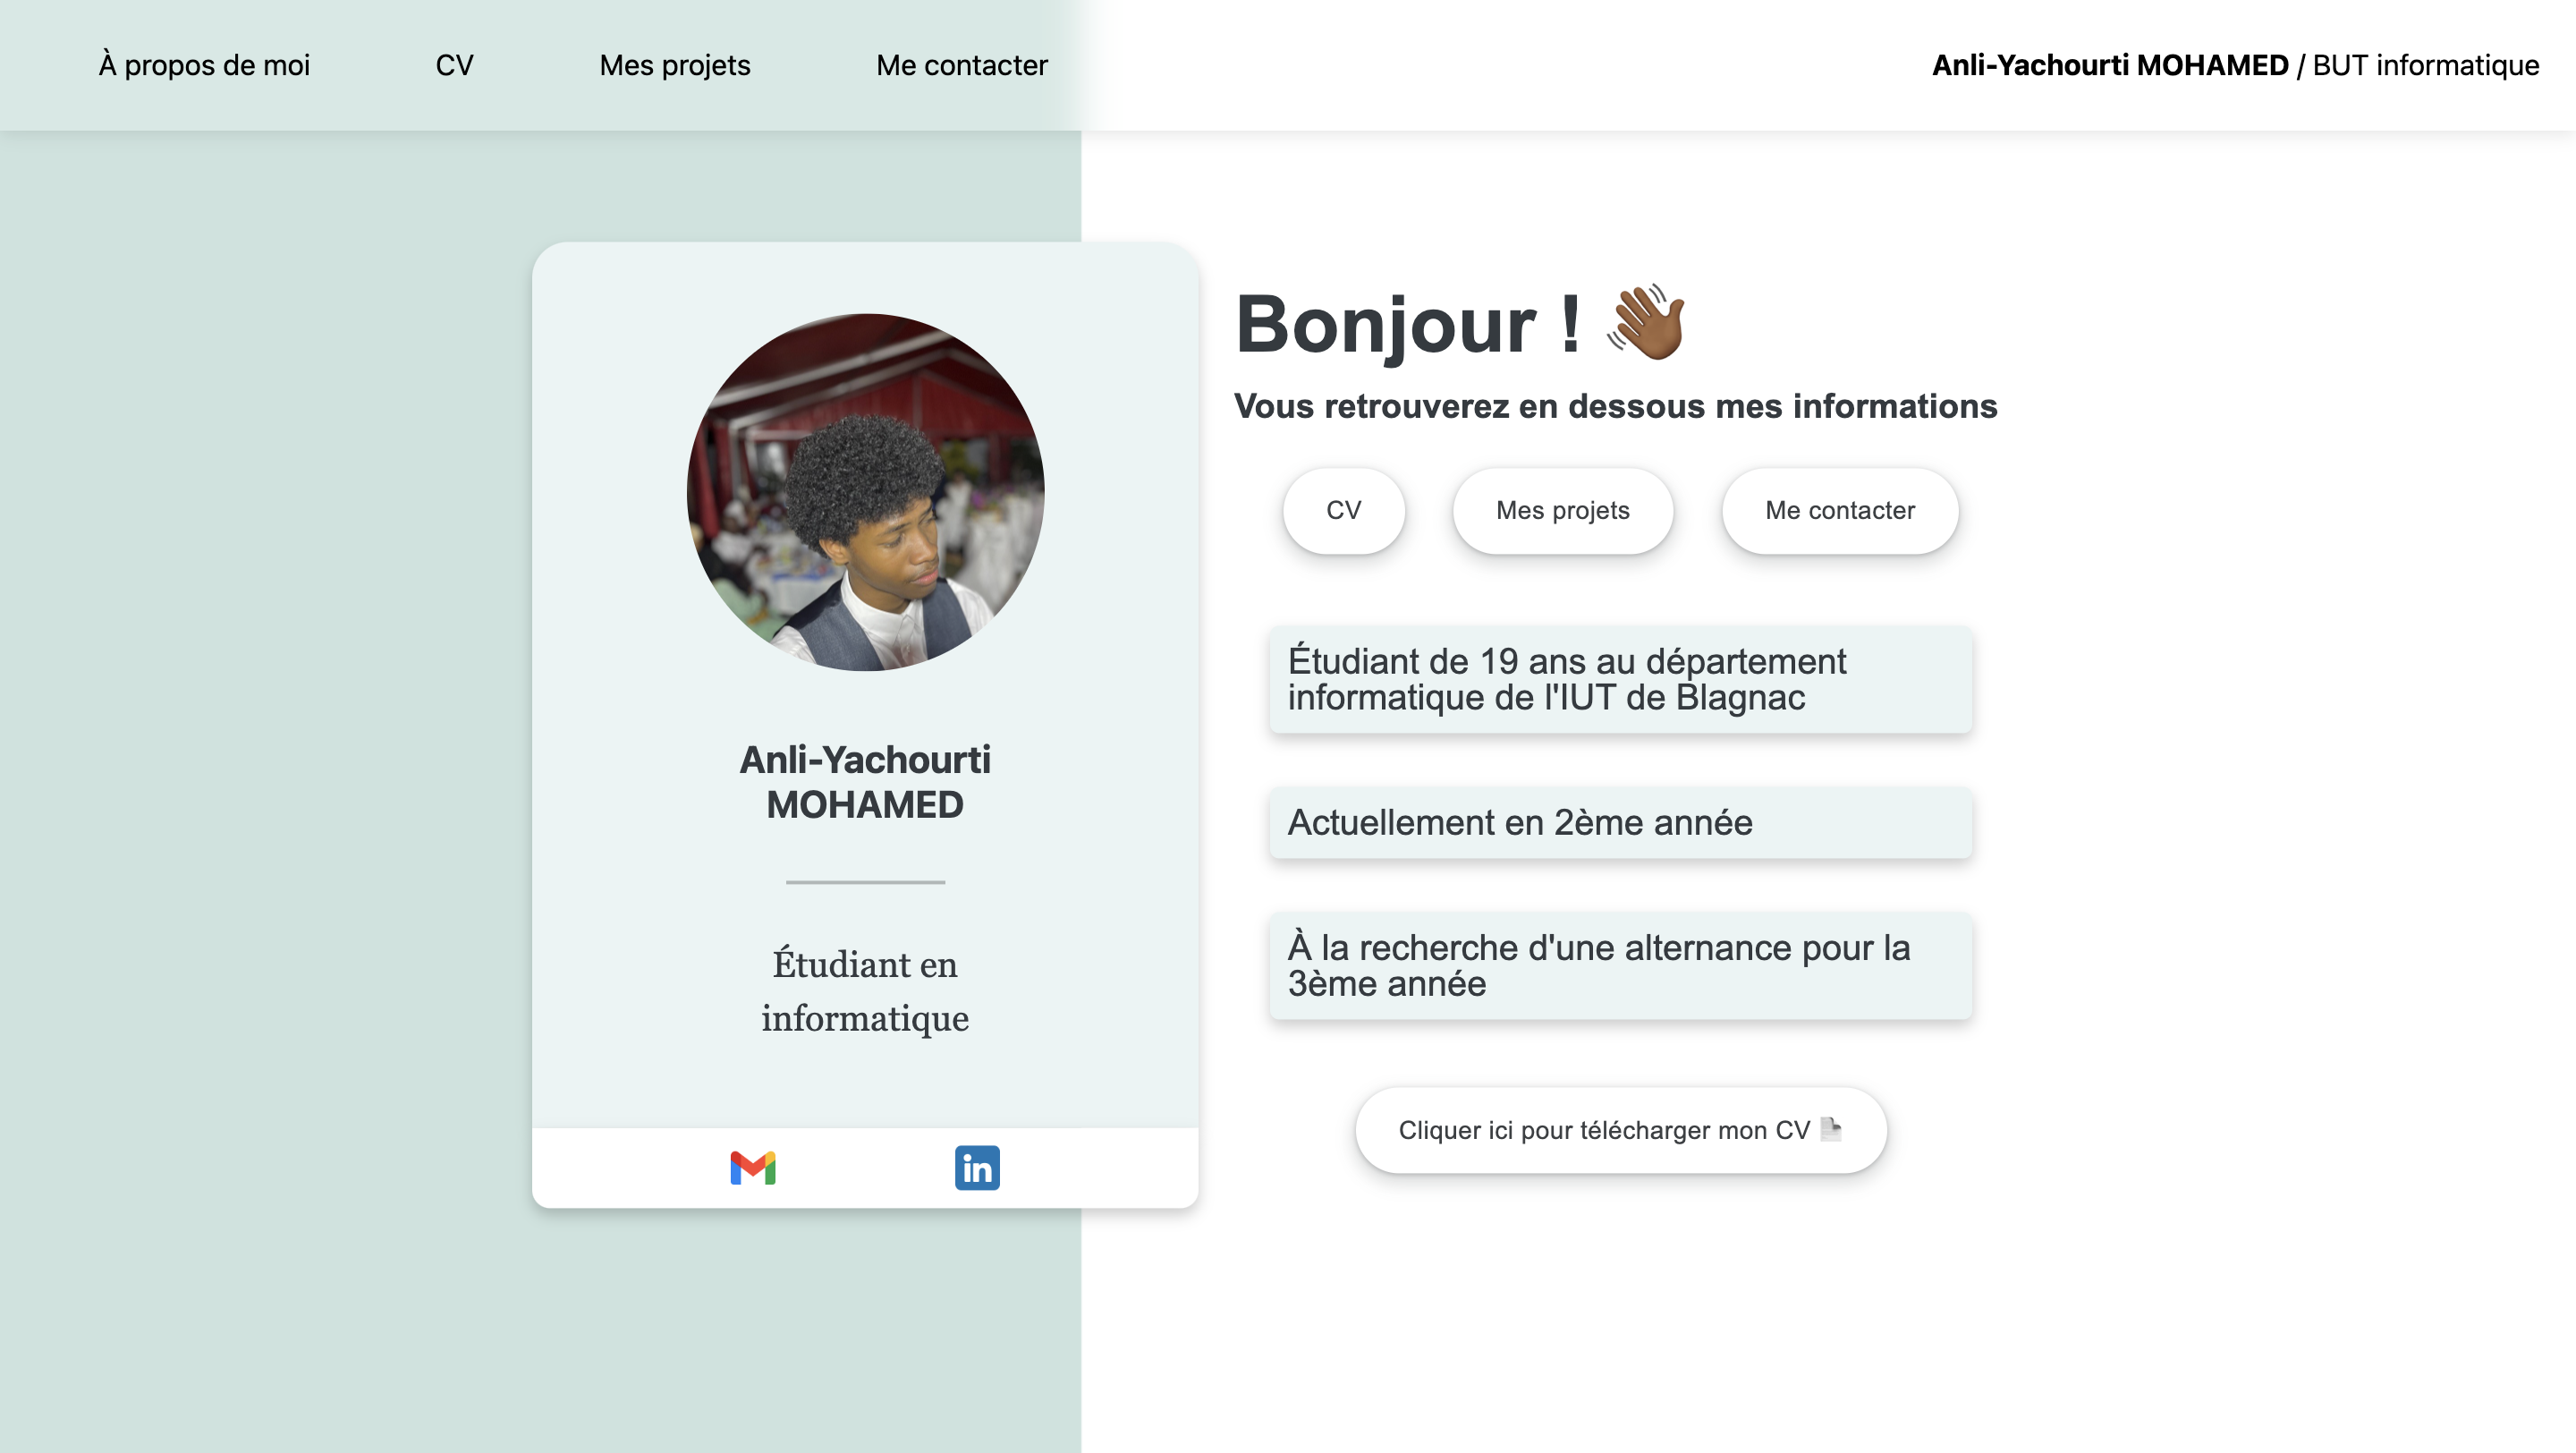 À propos de moi
CV
Mes projets
Me contacter
Anli-Yachourti MOHAMED / BUT informatique
Anli-Yachourti
MOHAMED
Étudiant en
informatique
in
Bonjour ! 👋🏾
Vous retrouverez en dessous mes informations
CV
Mes projets
Me contacter
Étudiant de 19 ans au département
informatique de l'IUT de Blagnac
Actuellement en 2ème année
À la recherche d'une alternance pour la
3ème année
Cliquer ici pour télécharger mon CV